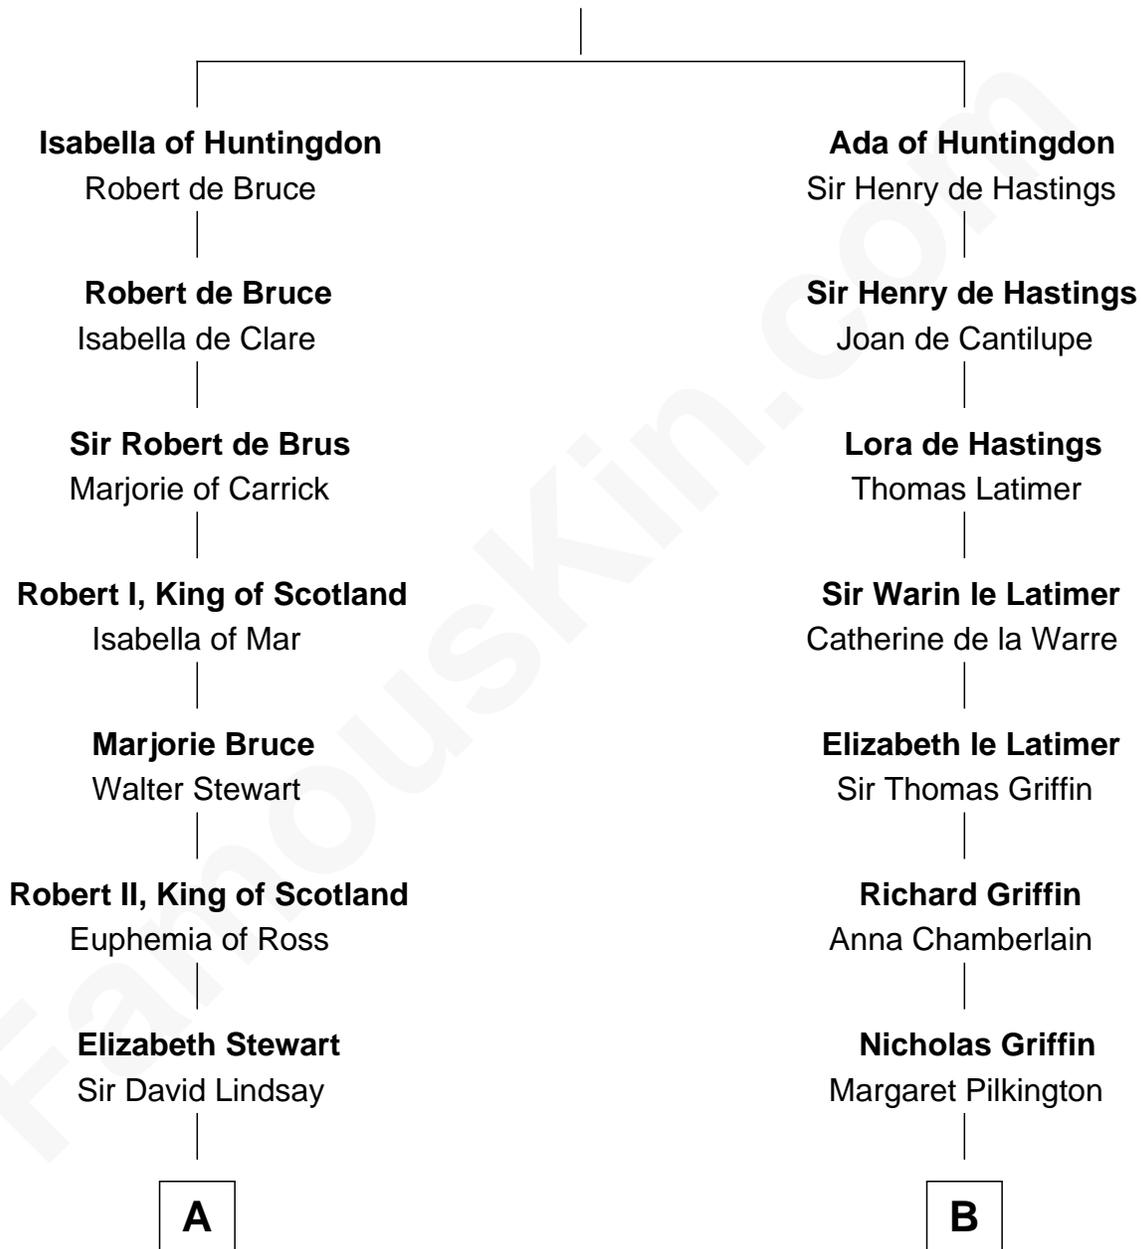 Isabella of Huntingdon
Robert de Bruce
Robert de Bruce
Isabella de Clare
Sir Robert de Brus
Marjorie of Carrick
Robert I, King of Scotland
Isabella of Mar
Marjorie Bruce
Walter Stewart
Robert II, King of Scotland
Euphemia of Ross
Elizabeth Stewart
Sir David Lindsay
A
Ada of Huntingdon
Sir Henry de Hastings
Sir Henry de Hastings
Joan de Cantilupe
Lora de Hastings
Thomas Latimer
Sir Warin le Latimer
Catherine de la Warre
Elizabeth le Latimer
Sir Thomas Griffin
Richard Griffin
Anna Chamberlain
Nicholas Griffin
Margaret Pilkington
B
FamousKin.com